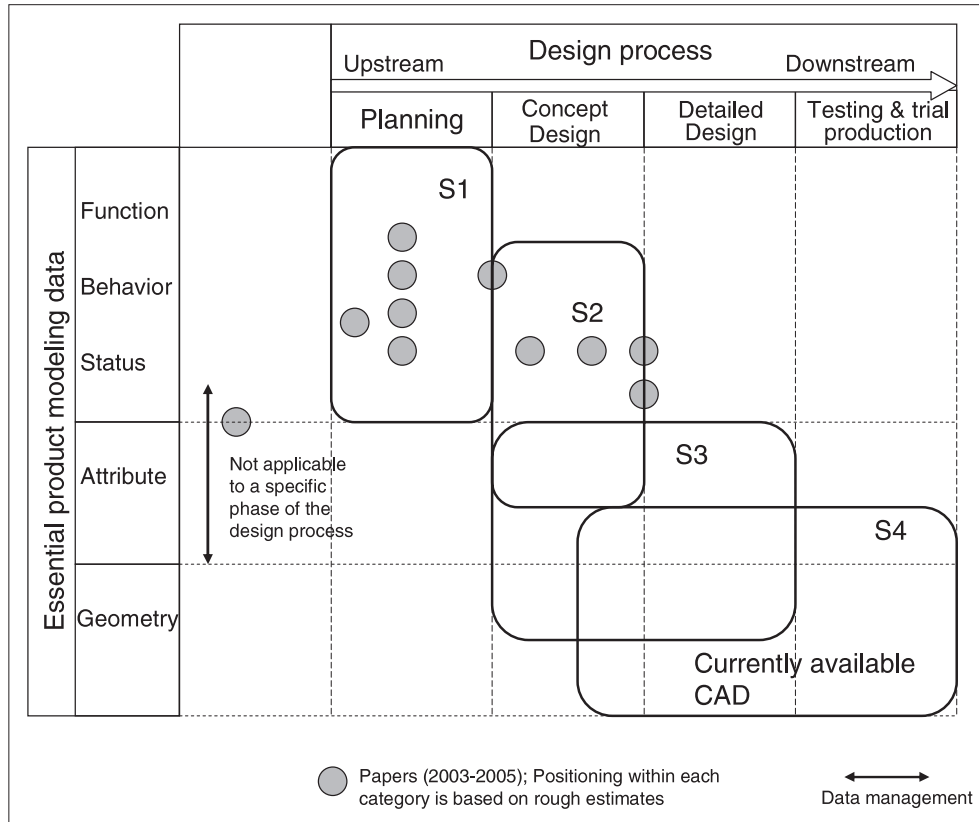 Design process
Upstream
Downstream
Planning
Concept
Design
Detailed
Design
Testing & trial
production
Essential product modeling data
Function
Behavior
Status
Attribute
Geometry
S1
S2
S3
S4
Not applicable
to a specific
phase of the
design process
Currently available
CAD
Papers (2003-2005); Positioning within each
category is based on rough estimates
Data management